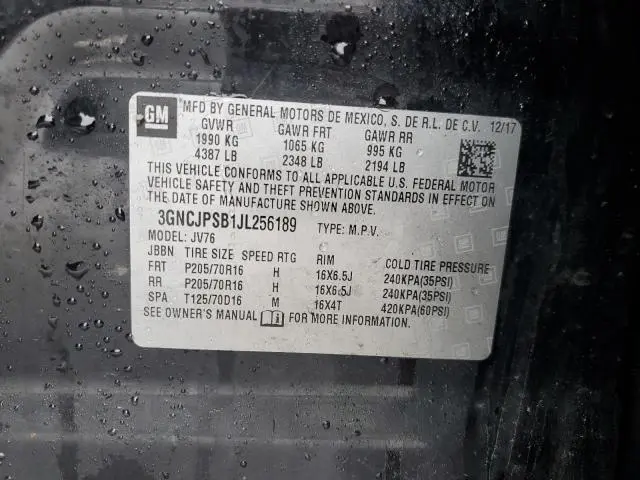 GM
MFD BY GENERAL MOTORS DE MEXICO, S. DE R.L. DE C.V. 12/17
GVWR GAWR FRT GAWR RR
1990 KG 1065 KG 995 KG
4387 LB 2348 LB 2194 LB
THIS VEHICLE CONFORMS TO ALL APPLICABLE U.S. FEDERAL MOTOR
VEHICLE SAFETY AND THEFT PREVENTION STANDARDS IN EFFECT ON
THE DATE OF MANUFACTURE SHOWN ABOVE.
3GNCJPSB1JL256189 TYPE: M.P.V.
MODEL: JV76
JBBN TIRE SIZE SPEED RTG RIM COLD TIRE PRESSURE
FRT P205/70R16 H 16X6.5J 240KPA(35PSI)
RR P205/70R16 H 16X6.5J 240KPA(35PSI)
SPA T125/70D16 M 16X4T 420KPA(60PSI)
SEE OWNER'S MANUAL FOR MORE INFORMATION.